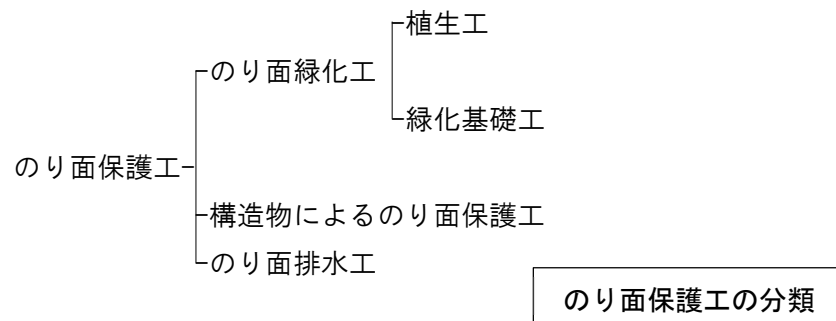 植生工
のり面緑化工
緑化基礎工
のり面保護工
構造物によるのり面保護工
のり面排水工
のり面保護工の分類